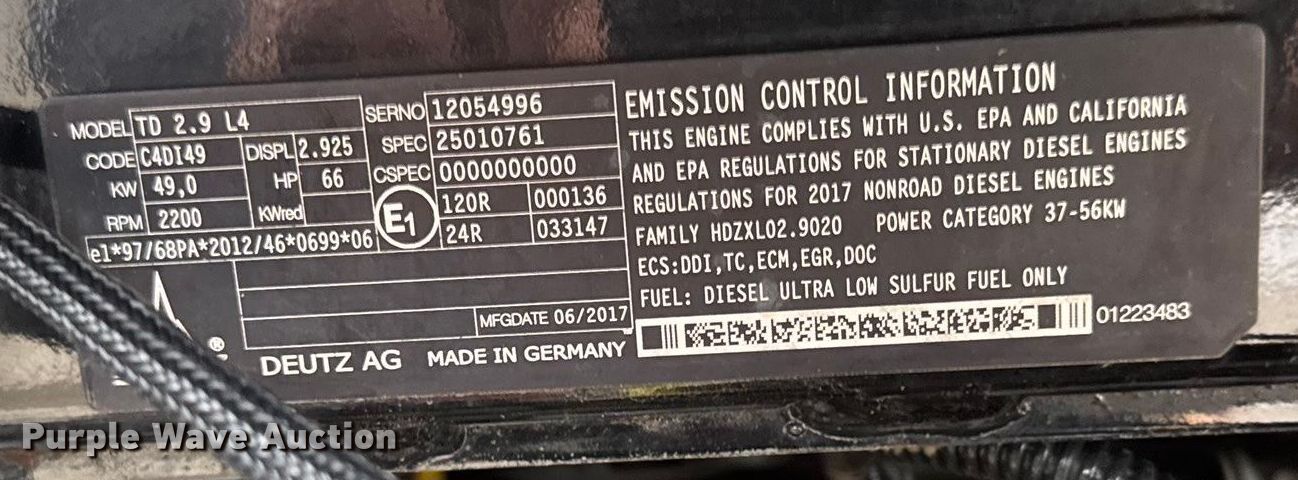 MODEL TD 2.9 L4
CODE C4DI49 DISPL 2.925
KW 49,0 HP 66
RPM 2200 KWred
e1*97/68PA*2012/46*0699*06
SERNO 12054996
SPEC 25010761
CSPEC 0000000000
E1 120R 000136
24R 033147
MFGDATE 06/2017
® DEUTZ AG MADE IN GERMANY
EMISSION CONTROL INFORMATION
THIS ENGINE COMPLIES WITH U.S. EPA AND CALIFORNIA
AND EPA REGULATIONS FOR STATIONARY DIESEL ENGINES
REGULATIONS FOR 2017 NONROAD DIESEL ENGINES
FAMILY HDZXL02.9020 POWER CATEGORY 37-56KW
ECS:DDI,TC,ECM,EGR,DOC
FUEL: DIESEL ULTRA LOW SULFUR FUEL ONLY
01223483
Purple Wave Auction